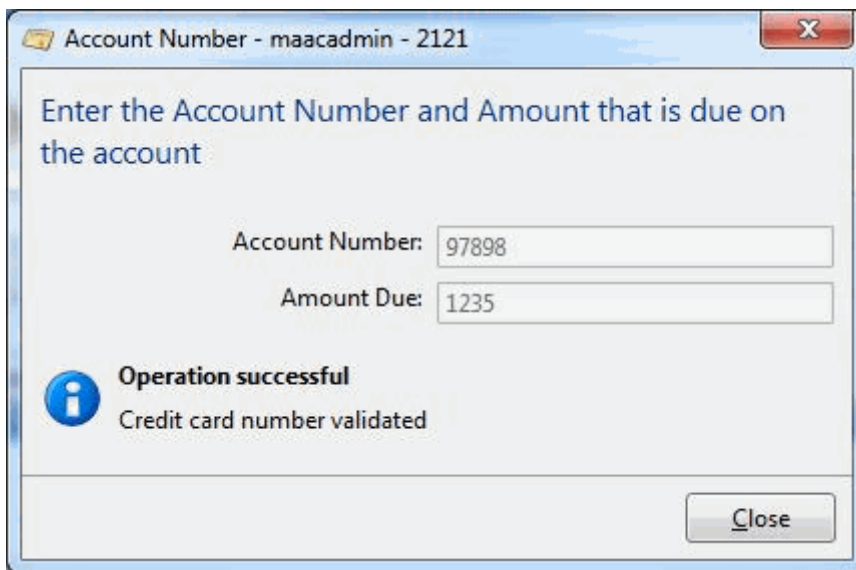 Account Number - maacadmin - 2121
Enter the Account Number and Amount that is due on
the account
Account Number: 97898
Amount Due: 1235
Operation successful
Credit card number validated
Close